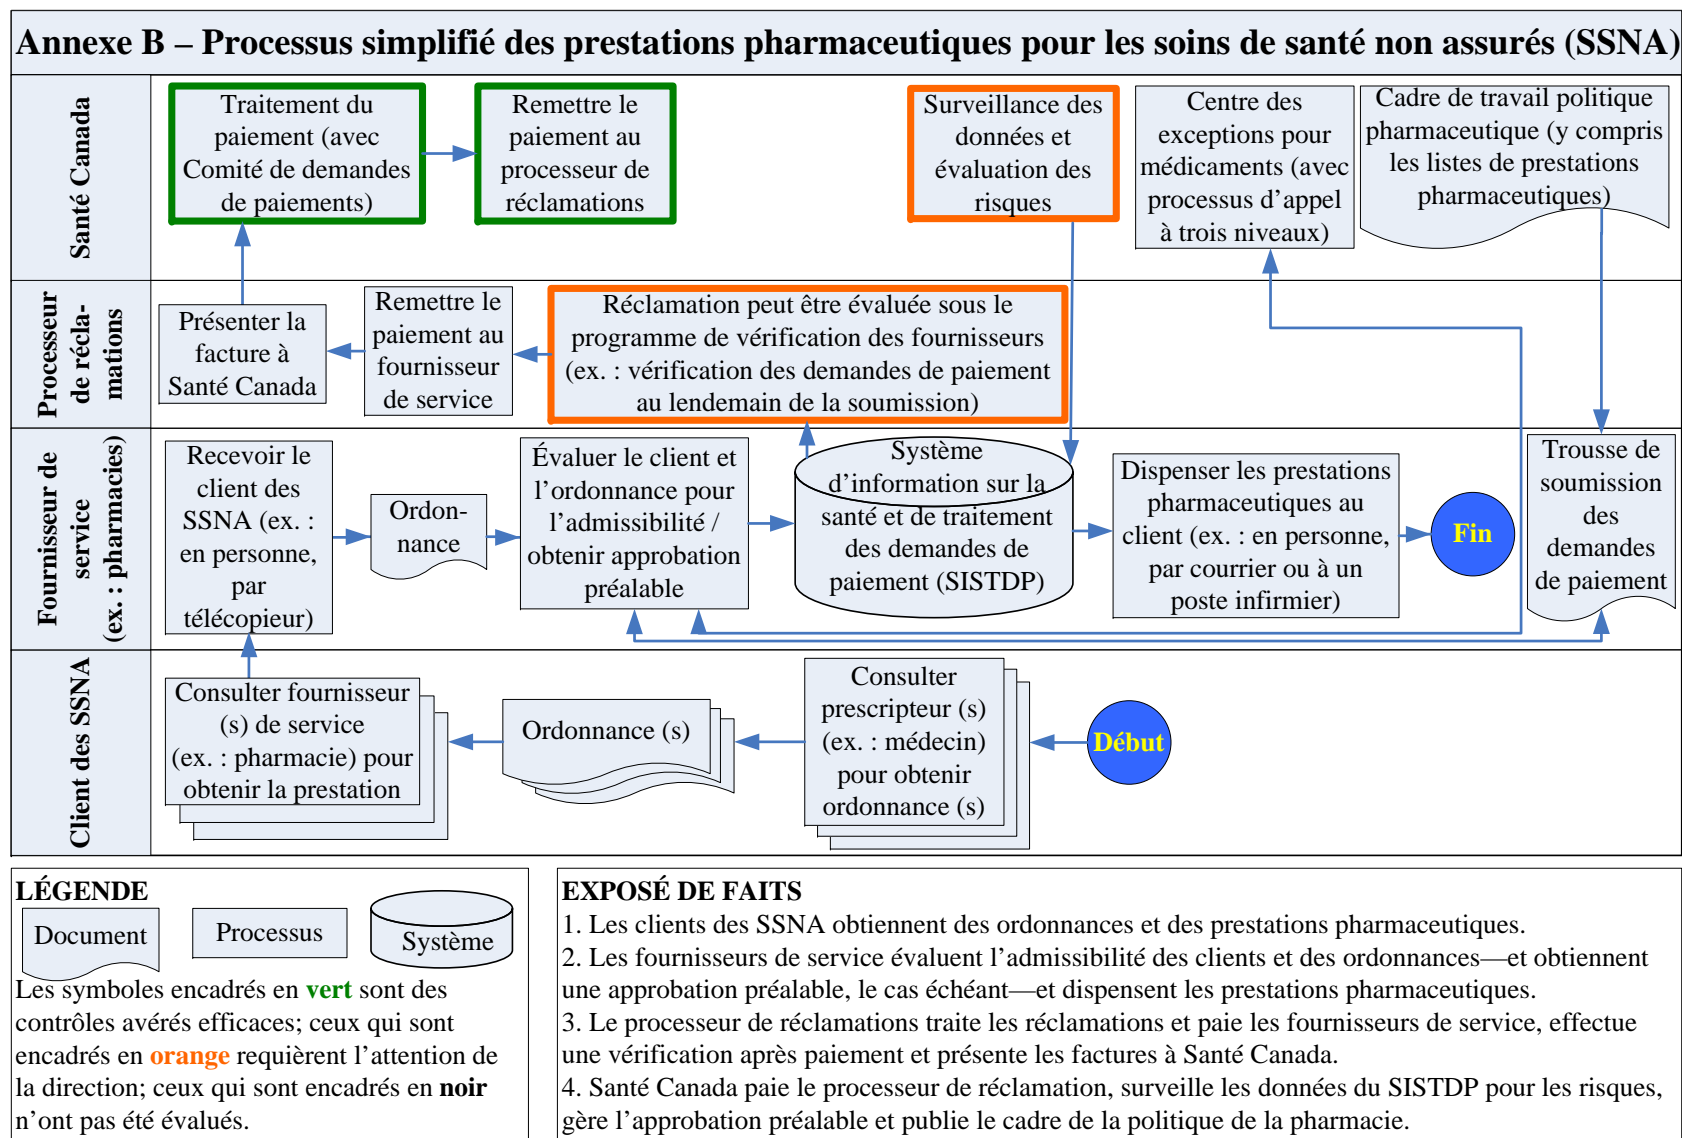 Annexe B – Processus simplifié des prestations pharmaceutiques pour les soins de santé non assurés (SSNA)
Santé Canada
Traitement du
paiement (avec
Comité de demandes
de paiements)
Remettre le
paiement au
processeur de
réclamations
Surveillance des
données et
évaluation des
risques
Centre des
exceptions pour
médicaments (avec
processus d’appel
à trois niveaux)
Cadre de travail politique
pharmaceutique (y compris
les listes de prestations
pharmaceutiques)
Processeur
de récla-
mations
Présenter la
facture à
Santé Canada
Remettre le
paiement au
fournisseur
de service
Réclamation peut être évaluée sous le
programme de vérification des fournisseurs
(ex. : vérification des demandes de paiement
au lendemain de la soumission)
Fournisseur de
service
(ex. : pharmacies)
Recevoir le
client des
SSNA (ex. :
en personne,
par
télécopieur)
Ordon-
nance
Évaluer le client et
l’ordonnance pour
l’admissibilité /
obtenir approbation
préalable
Système
d’information sur la
santé et de traitement
des demandes de
paiement (SISTDP)
Dispenser les prestations
pharmaceutiques au
client (ex. : en personne,
par courrier ou à un
poste infirmier)
Fin
Trousse de
soumission
des
demandes
de paiement
Client des SSNA
Consulter fournisseur
(s) de service
(ex. : pharmacie) pour
obtenir la prestation
Ordonnance (s)
Consulter
prescripteur (s)
(ex. : médecin)
pour obtenir
ordonnance (s)
Début
LÉGENDE
Document
Processus
Système
Les symboles encadrés en vert sont des
contrôles avérés efficaces; ceux qui sont
encadrés en orange requièrent l’attention de
la direction; ceux qui sont encadrés en noir
n’ont pas été évalués.
EXPOSÉ DE FAITS
1. Les clients des SSNA obtiennent des ordonnances et des prestations pharmaceutiques.
2. Les fournisseurs de service évaluent l’admissibilité des clients et des ordonnances—et obtiennent
une approbation préalable, le cas échéant—et dispensent les prestations pharmaceutiques.
3. Le processeur de réclamations traite les réclamations et paie les fournisseurs de service, effectue
une vérification après paiement et présente les factures à Santé Canada.
4. Santé Canada paie le processeur de réclamation, surveille les données du SISTDP pour les risques,
gère l’approbation préalable et publie le cadre de la politique de la pharmacie.